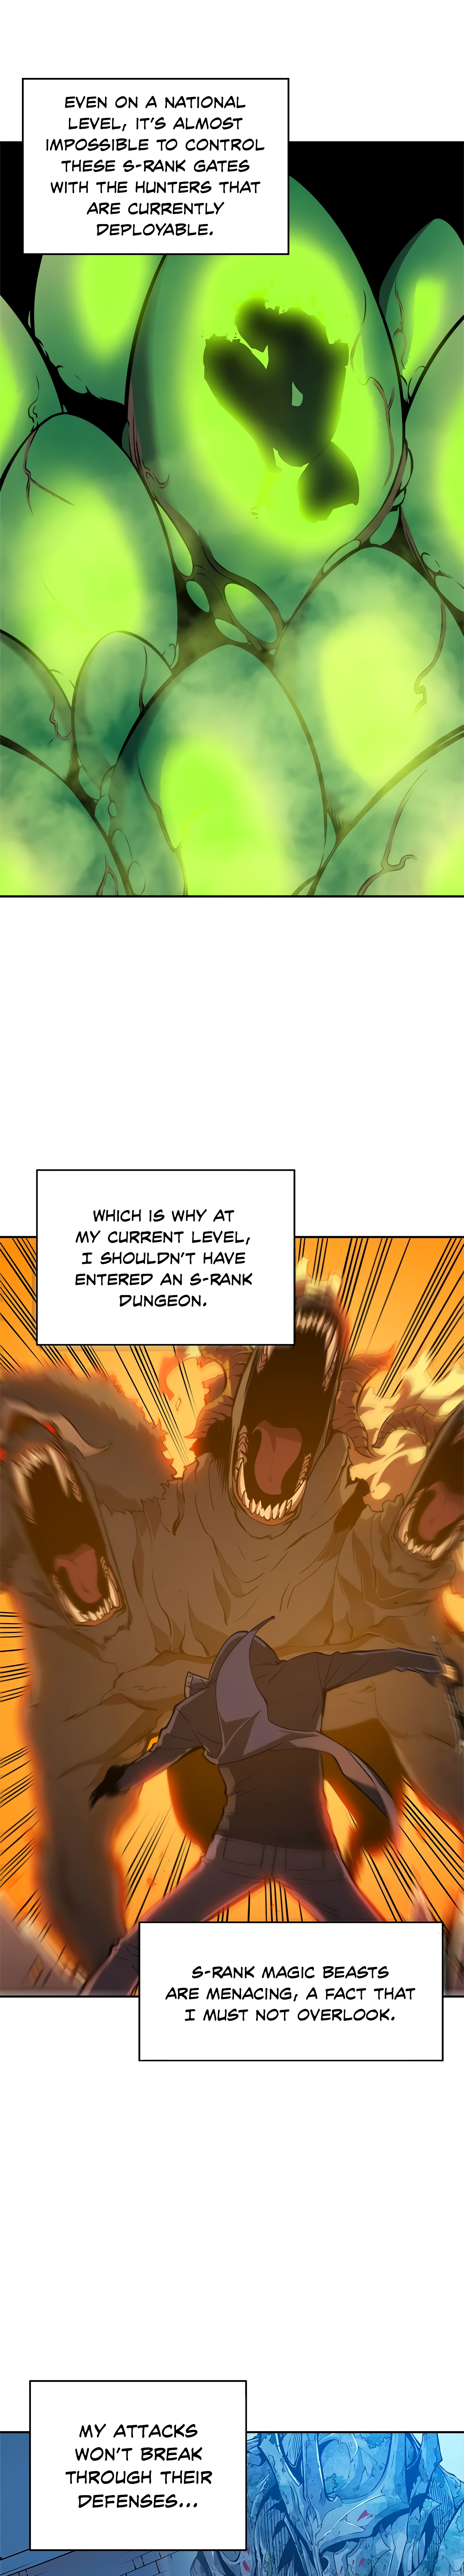 EVEN ON A NATIONAL
LEVEL, IT'S ALMOST
IMPOSSIBLE TO CONTROL
THESE S-RANK GATES
WITH THE HUNTERS THAT
ARE CURRENTLY
DEPLOYABLE.
WHICH IS WHY AT
MY CURRENT LEVEL,
I SHOULDN'T HAVE
ENTERED AN S-RANK
DUNGEON.
S-RANK MAGIC BEASTS
ARE MENACING, A FACT THAT
I MUST NOT OVERLOOK.
MY ATTACKS
WON'T BREAK
THROUGH THEIR
DEFENSES...